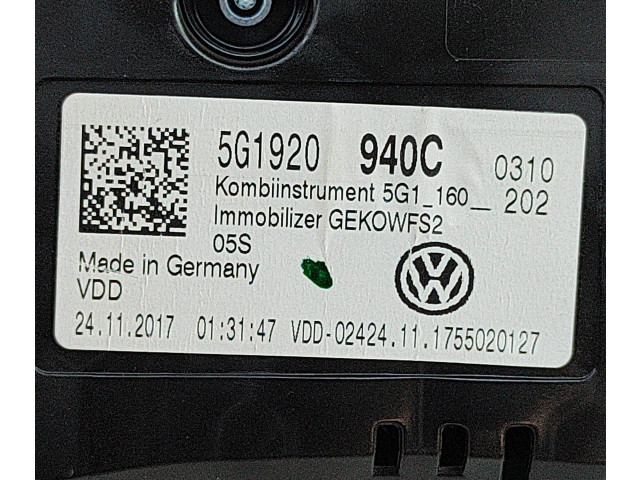 5G1920 940C 0310
Kombiinstrument 5G1_160__ 202
Immobilizer GEKOWFS2
05S
Made in Germany
VDD
24.11.2017 01:31:47 VDD-02424.11.1755020127